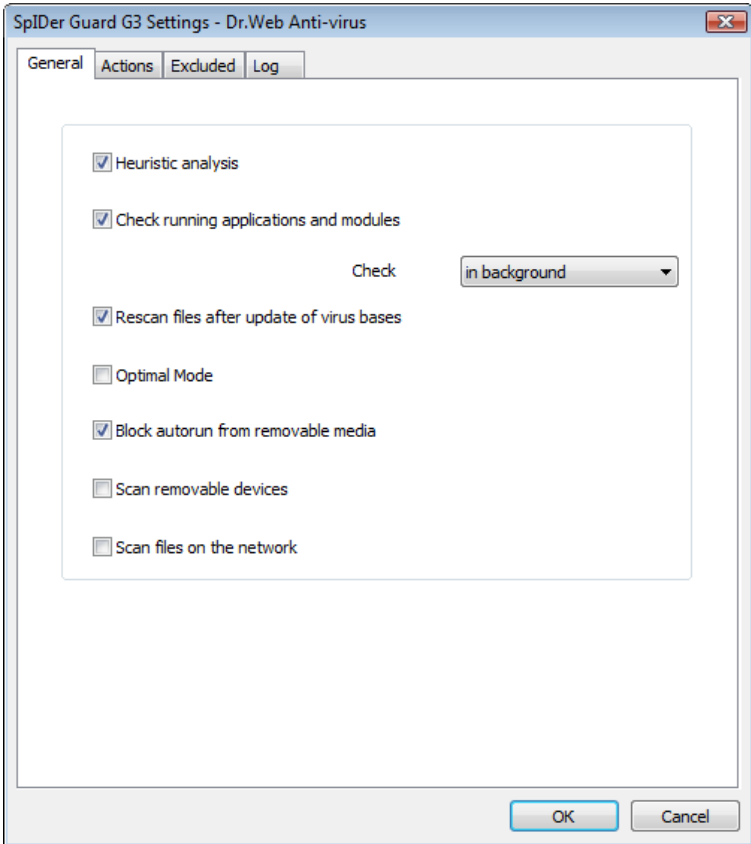 SpIDer Guard G3 Settings - Dr.Web Anti-virus
General Actions Excluded Log
Heuristic analysis
Check running applications and modules
Check in background
Rescan files after update of virus bases
Optimal Mode
Block autorun from removable media
Scan removable devices
Scan files on the network
OK Cancel